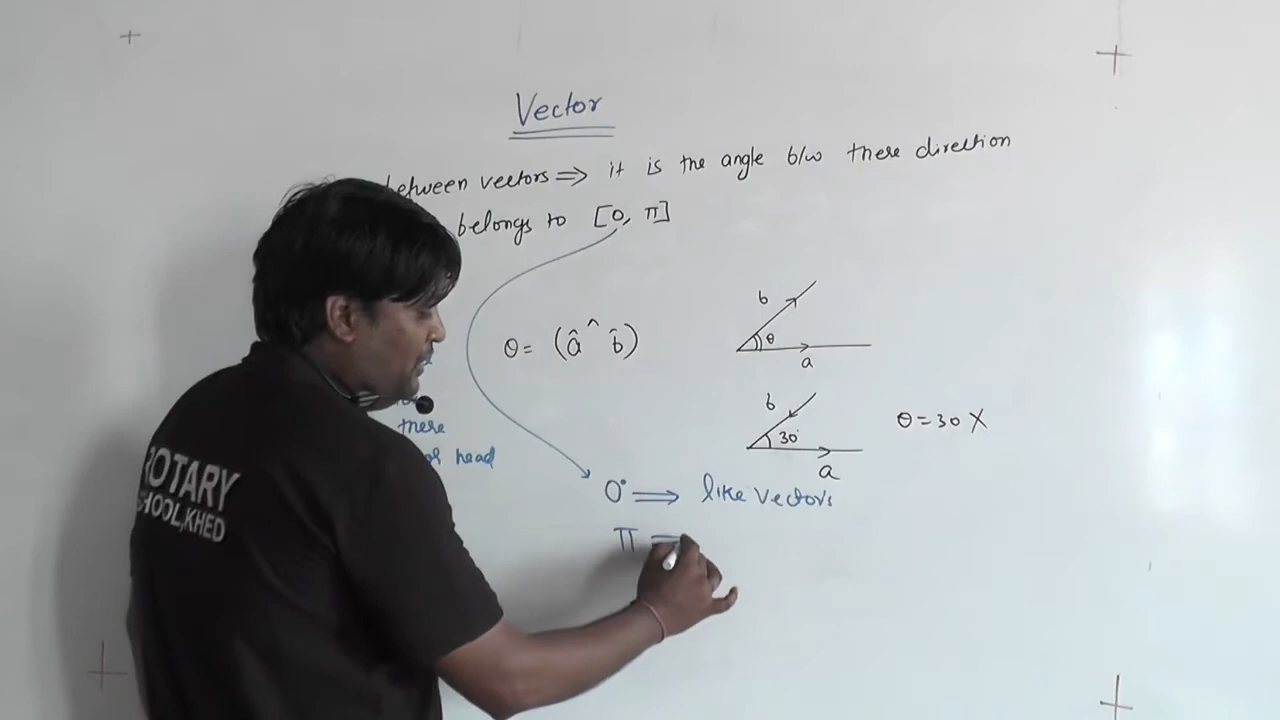 Vector
between vectors ⟹ it is the angle b/w there direction
belongs to [0, π]
θ = (â ^ b̂)
b
θ
a
b
30°
a
θ = 30 X
there
head
0° ⟹ like vectors
π =
ROTARY
SCHOOL, KHED